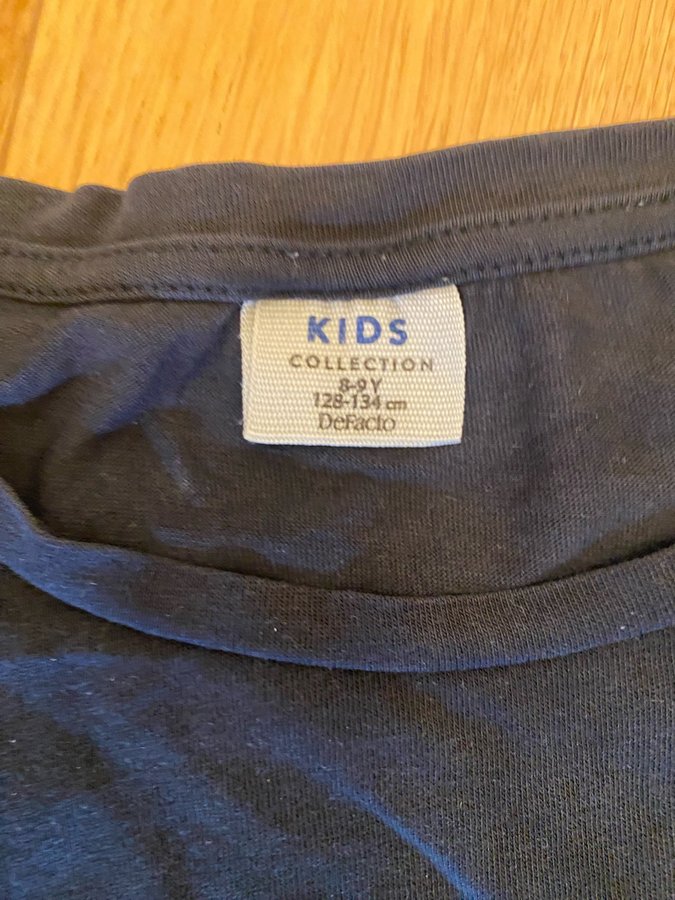 KIDS
COLLECTION
8-9 Y
128-134 cm
DeFacto